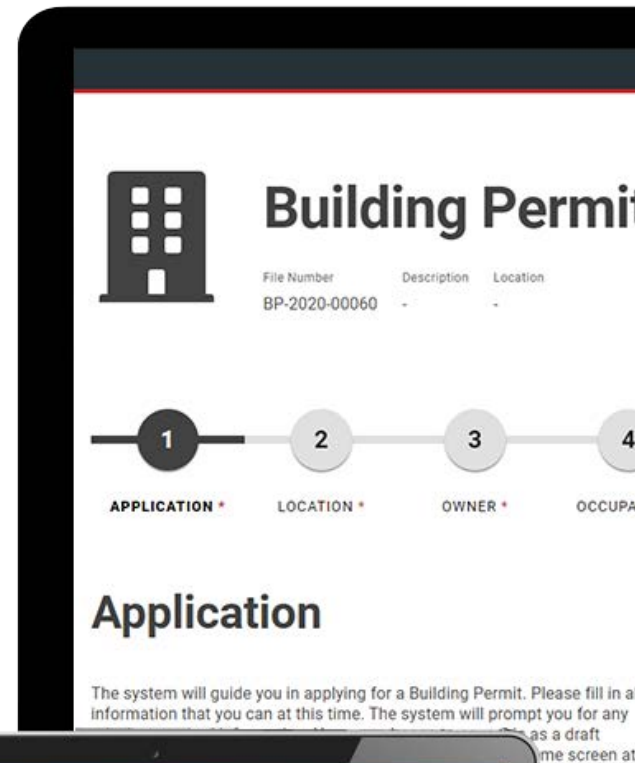 Building Permit
File Number Description Location
BP-2020-00060 - -
1 2 3 4
APPLICATION * LOCATION * OWNER *
Application
The system will guide you in applying for a Building Permit. Please fill in
information that you can at this time. The system will prompt you for any
as a draft
screen at